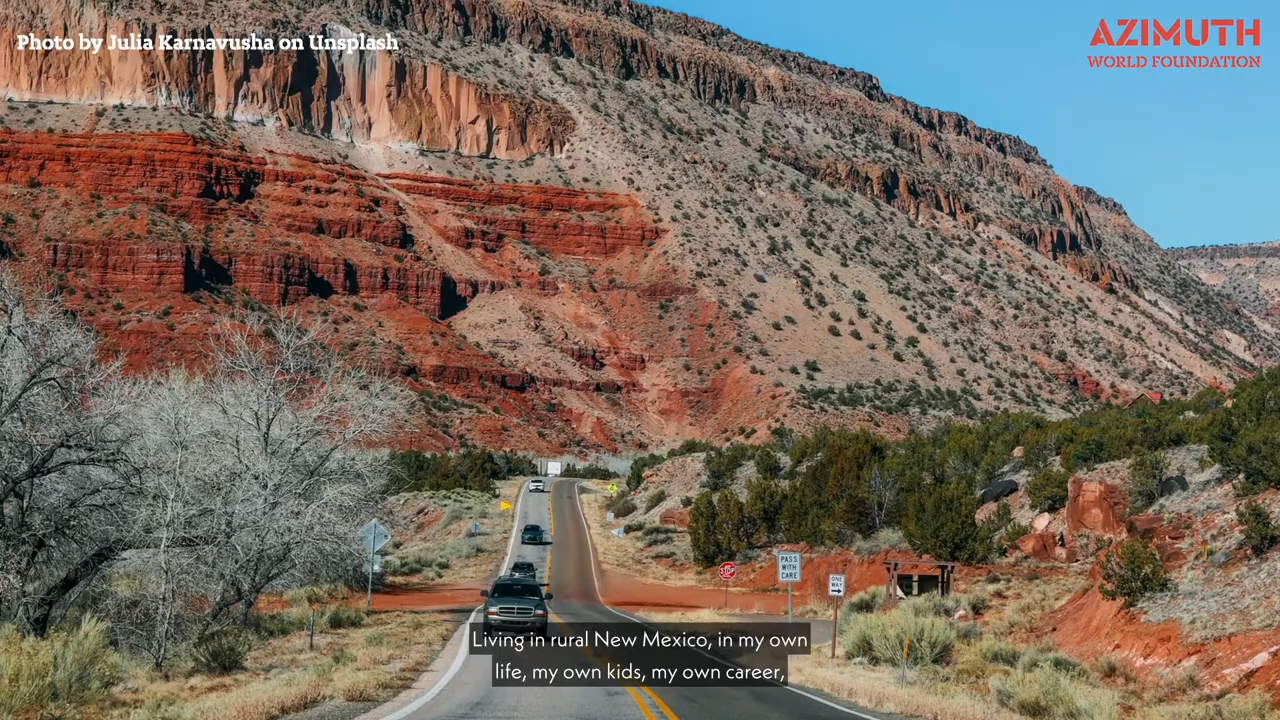 Photo by Julia Karnavusha on Unsplash
AZIMUTH
WORLD FOUNDATION
STOP
PASS
WITH
CARE
ONE
WAY
Living in rural New Mexico, in my own
life, my own kids, my own career,